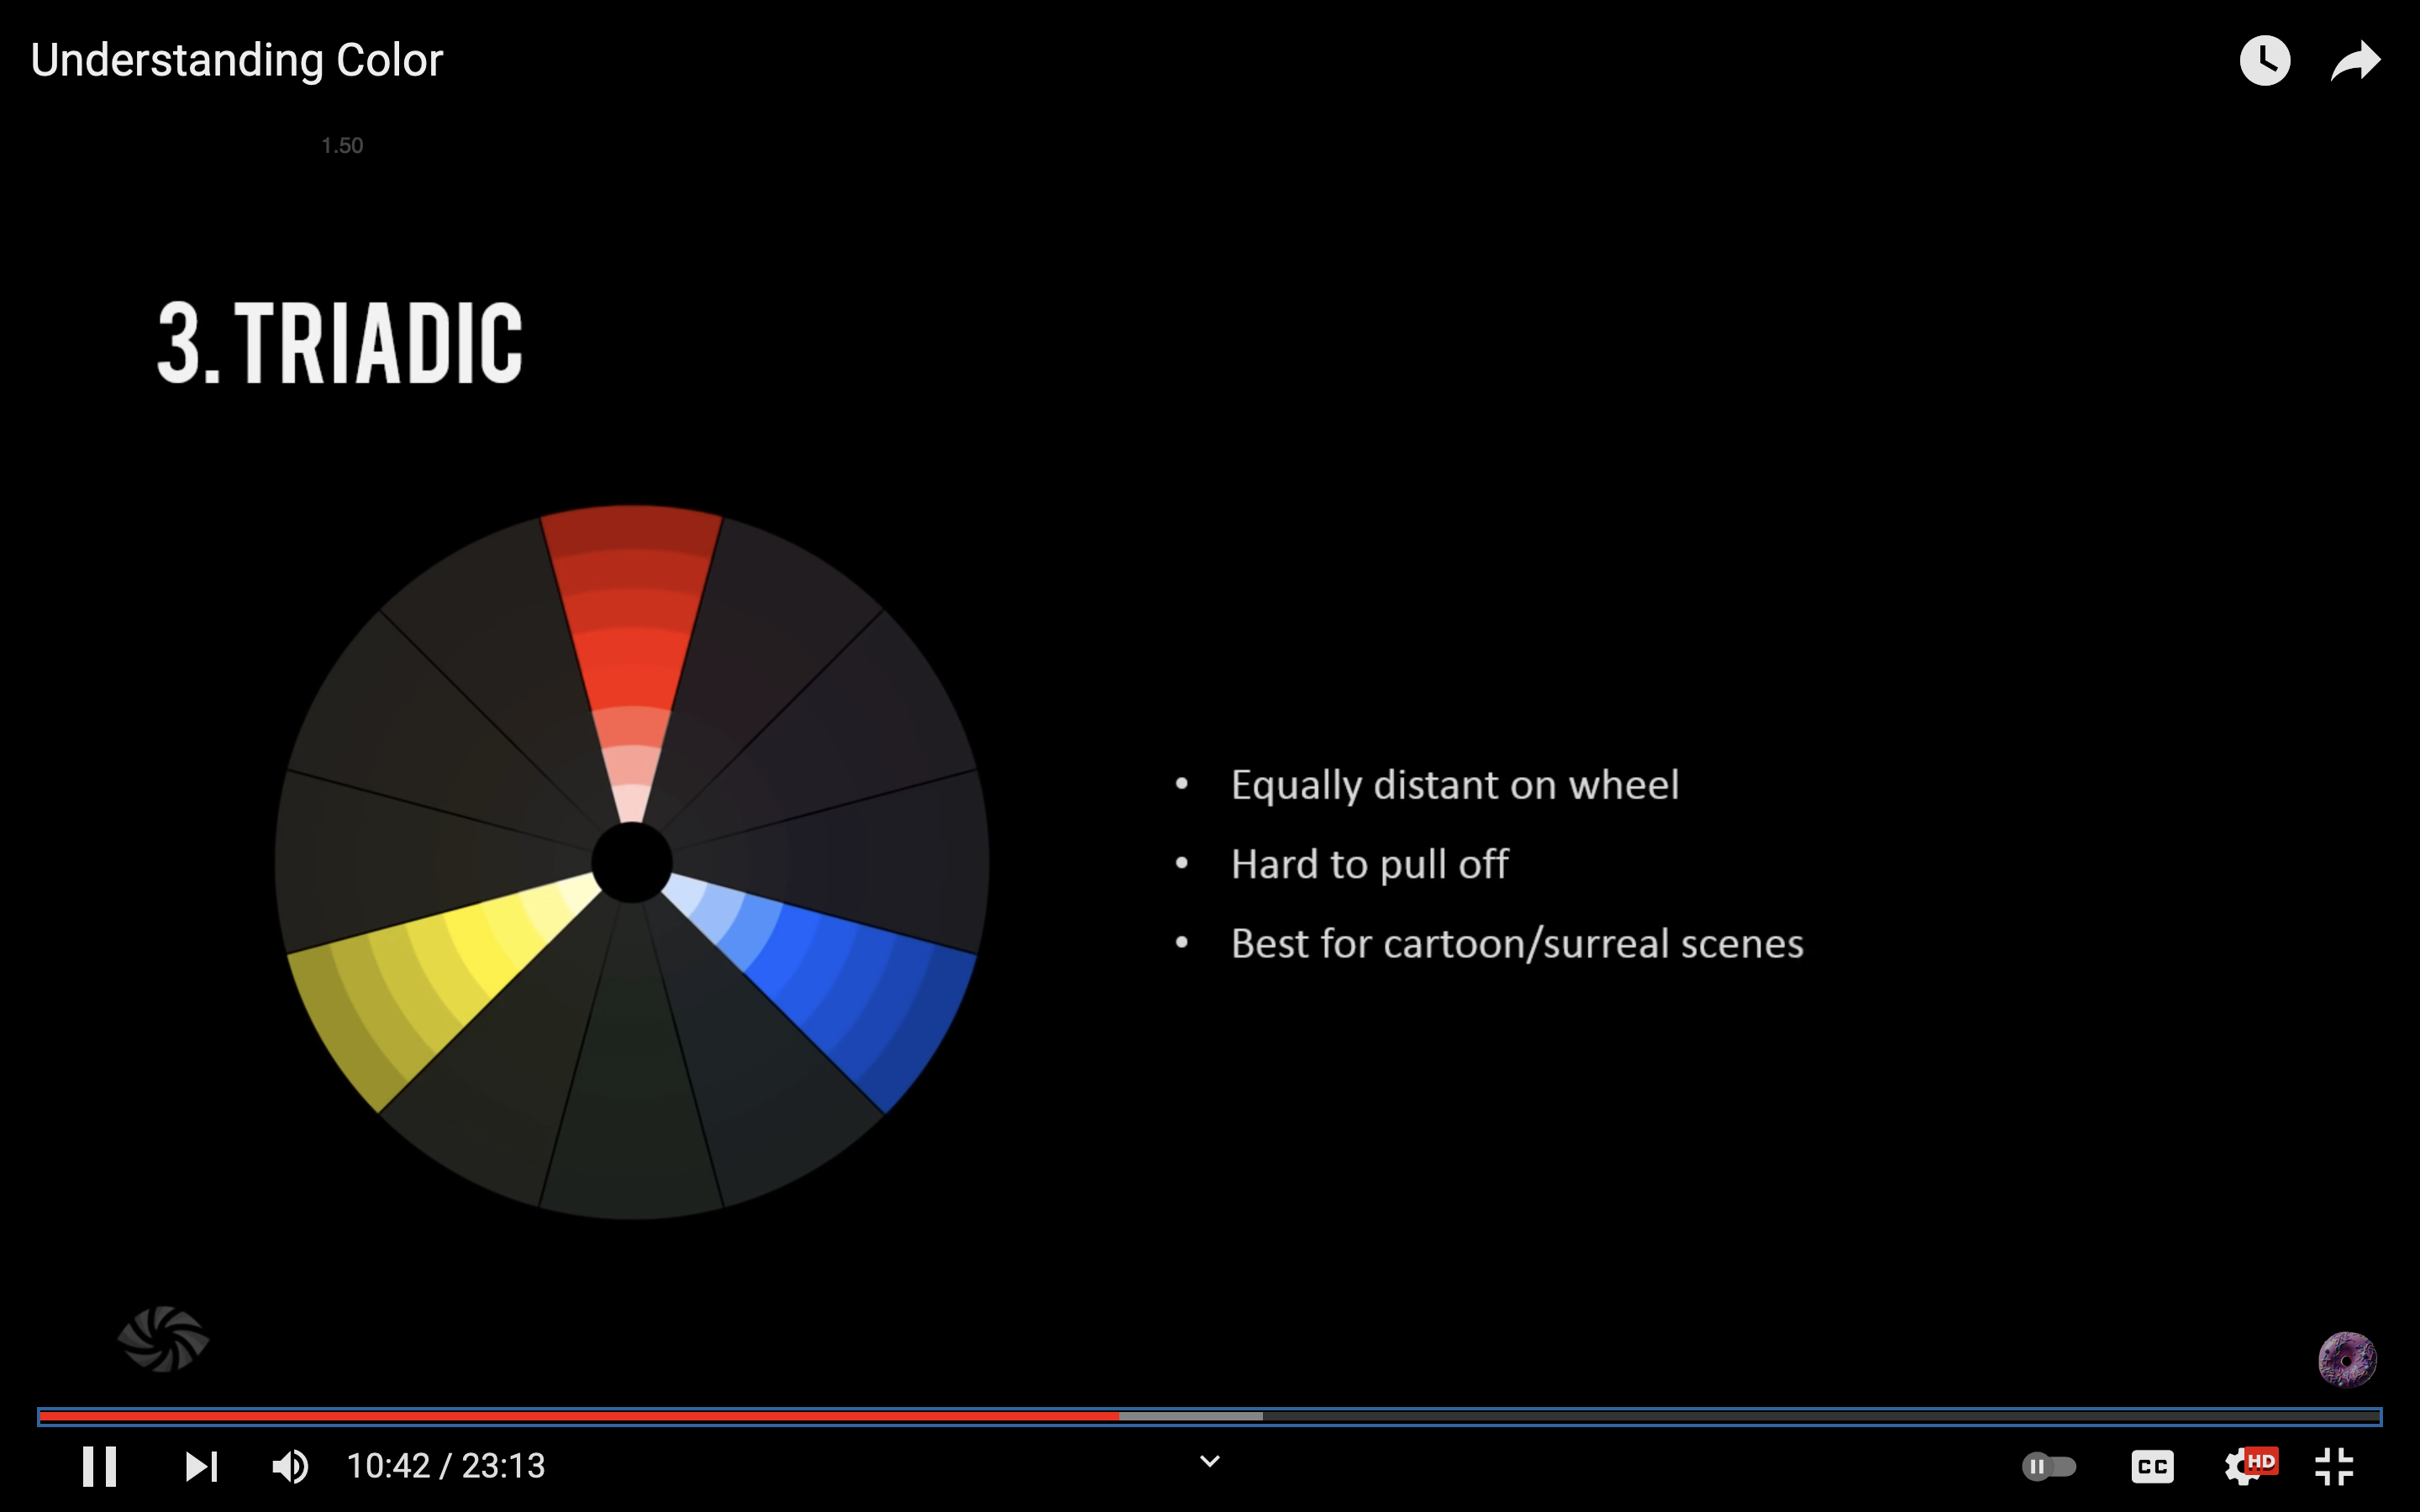 Understanding Color
1.50
3. TRIADIC
• Equally distant on wheel
• Hard to pull off
• Best for cartoon/surreal scenes
10:42 / 23:13
CC
HD